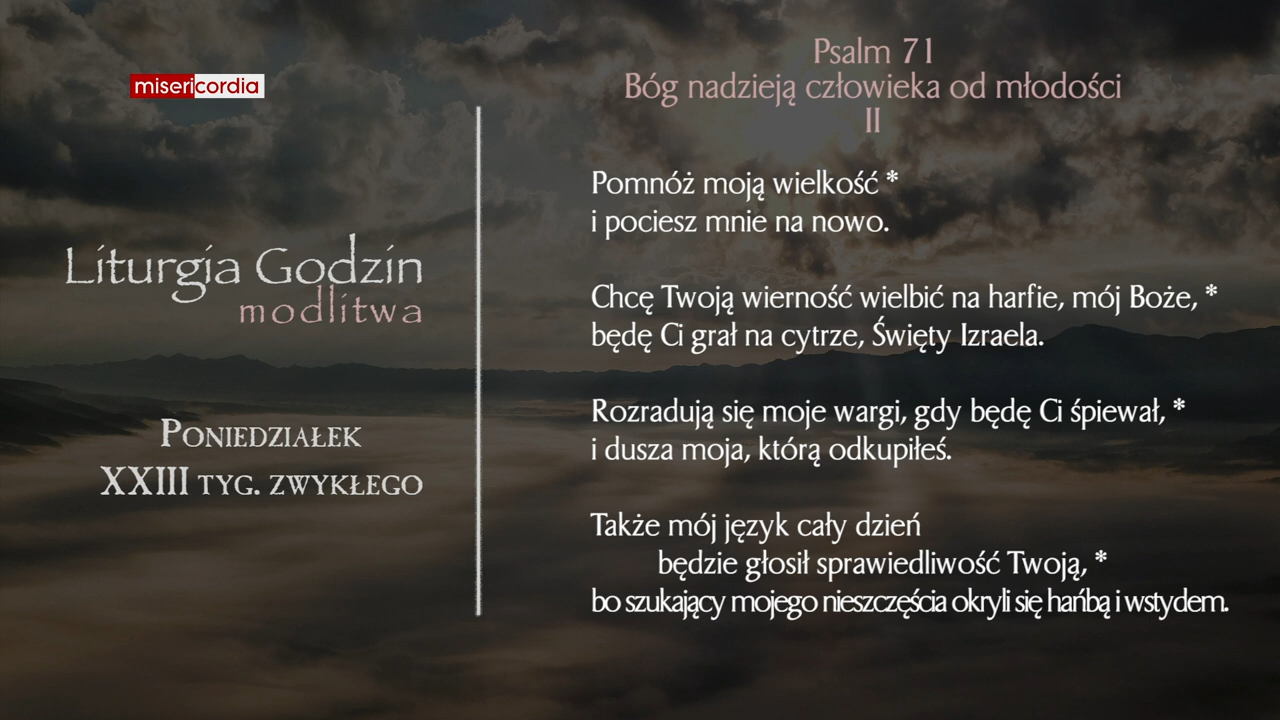 misericordia
Liturgia Godzin
modlitwa
Poniedziałek
XXIII tyg. zwykłego
Psalm 71
Bóg nadzieją człowieka od młodości
II
Pomnóż moją wielkość *
i pociesz mnie na nowo.
Chcę Twoją wierność wielbić na harfie, mój Boże, *
będę Ci grał na cytrze, Święty Izraela.
Rozradują się moje wargi, gdy będę Ci śpiewał, *
i dusza moja, którą odkupiłeś.
Także mój język cały dzień
będzie głosił sprawiedliwość Twoją, *
bo szukający mojego nieszczęścia okryli się hańbą i wstydem.